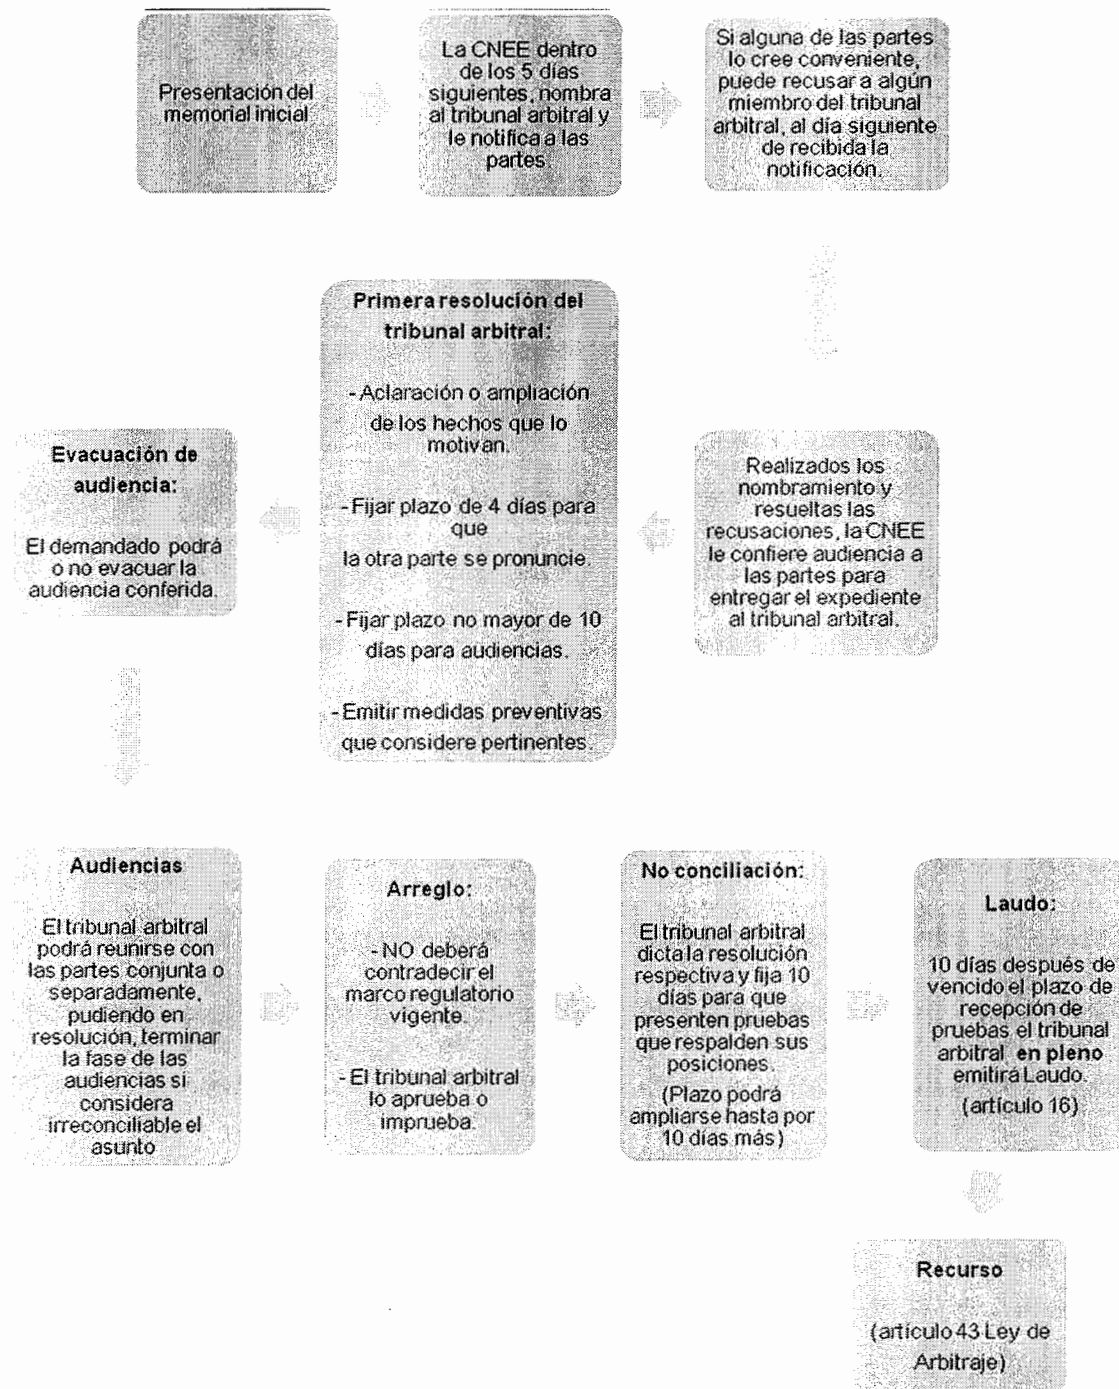 Presentación del
memorial inicial
La CNEE dentro
de los 5 días
siguientes, nombra
al tribunal arbitral y
le notifica a las
partes.
Si alguna de las partes
lo cree conveniente,
puede recusar a algún
miembro del tribunal
arbitral, al día siguiente
de recibida la
notificación.
Realizados los
nombramiento y
resueltas las
recusaciones, la CNEE
le confiere audiencia a
las partes para
entregar el expediente
al tribunal arbitral.
Primera resolución del
tribunal arbitral:
- Aclaración o ampliación
de los hechos que lo
motivan.
- Fijar plazo de 4 días para
que
la otra parte se pronuncie.
- Fijar plazo no mayor de 10
días para audiencias.
- Emitir medidas preventivas
que considere pertinentes.
Evacuación de
audiencia:
El demandado podrá
o no evacuar la
audiencia conferida.
Audiencias
El tribunal arbitral
podrá reunirse con
las partes conjunta o
separadamente,
pudiendo en
resolución, terminar
la fase de las
audiencias si
considera
irreconciliable el
asunto
Arreglo:
- NO deberá
contradecir el
marco regulatorio
vigente.
- El tribunal arbitral
lo aprueba o
imprueba.
No conciliación:
El tribunal arbitral
dicta la resolución
respectiva y fija 10
días para que
presenten pruebas
que respalden sus
posiciones.
(Plazo podrá
ampliarse hasta por
10 días más)
Laudo:
10 días después de
vencido el plazo de
recepción de
pruebas el tribunal
arbitral en pleno
emitirá Laudo.
(artículo 16)
Recurso
(artículo 43 Ley de
Arbitraje)